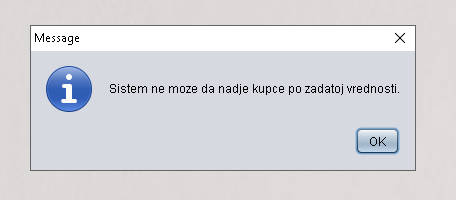 Message
Sistem ne moze da nadje kupce po zadatoj vrednosti.
OK